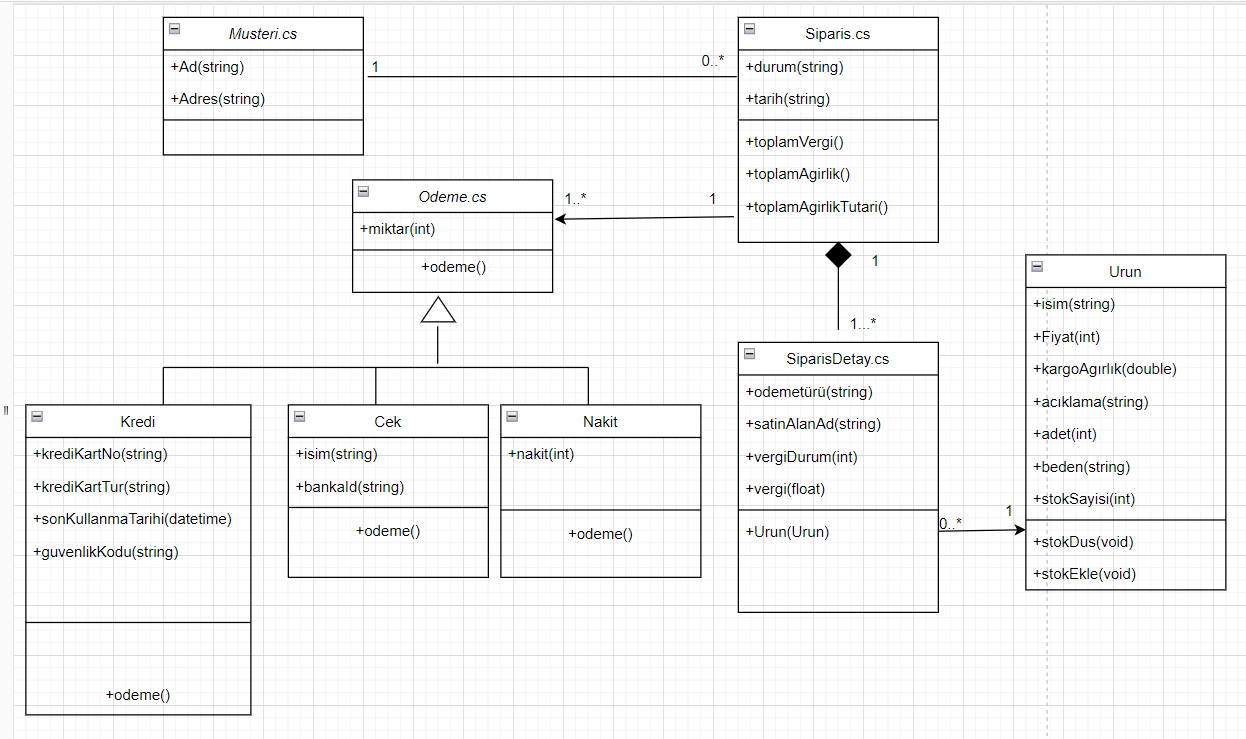 Musteri.cs
+Ad(string)
+Adres(string)
1
0..*
Siparis.cs
+durum(string)
+tarih(string)
+toplamVergi()
+toplamAgirlik()
+toplamAgirlikTutari()
Odeme.cs
+miktar(int)
+odeme()
1..*
1
1
1...*
Kredi
+krediKartNo(string)
+krediKartTur(string)
+sonKullanmaTarihi(datetime)
+guvenlikKodu(string)
+odeme()
Cek
+isim(string)
+bankaId(string)
+odeme()
Nakit
+nakit(int)
+odeme()
SiparisDetay.cs
+odemetürü(string)
+satinAlanAd(string)
+vergiDurum(int)
+vergi(float)
+Urun(Urun)
0..*
1
Urun
+isim(string)
+Fiyat(int)
+kargoAgırlık(double)
+acıklama(string)
+adet(int)
+beden(string)
+stokSayisi(int)
+stokDus(void)
+stokEkle(void)